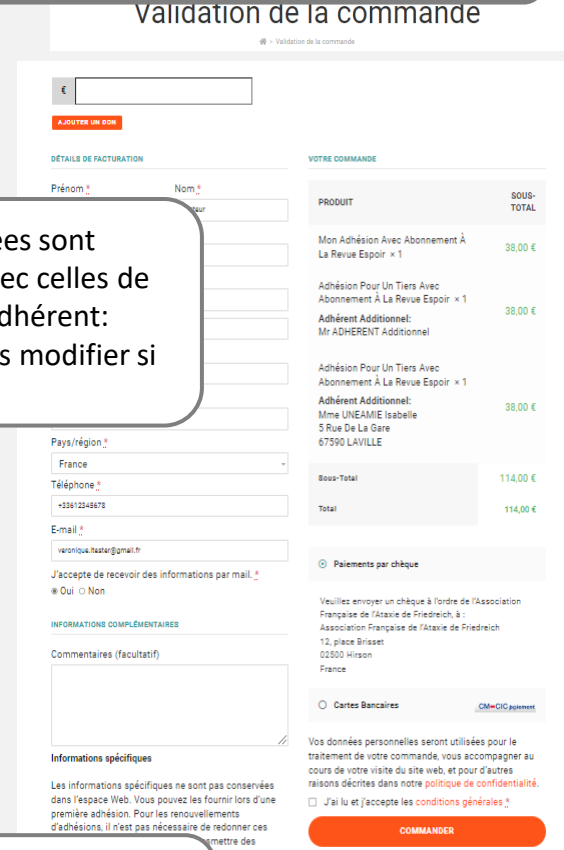 Validation de la commande
> Validation de la commande
€
AJOUTER UN DON
DÉTAILS DE FACTURATION
Prénom *
Nom *
sont
ec celles de
dhérent:
s modifier si
Pays/région *
France
Téléphone *
+33612345678
E-mail *
veronique.itaster@gmail.fr
J'accepte de recevoir des informations par mail. *
Oui
Non
INFORMATIONS COMPLÉMENTAIRES
Commentaires (facultatif)
Informations spécifiques
Les informations spécifiques ne sont pas conservées
dans l'espace Web. Vous pouvez les fournir lors d'une
première adhésion. Pour les renouvellements
d'adhésions, il n'est pas nécessaire de redonner ces
smettre des
VOTRE COMMANDE
PRODUIT
SOUS-
TOTAL
Mon Adhésion Avec Abonnement À
La Revue Espoir × 1
38,00 €
Adhésion Pour Un Tiers Avec
Abonnement À La Revue Espoir × 1
Adhérent Additionnel:
Mr ADHERENT Additionnel
38,00 €
Adhésion Pour Un Tiers Avec
Abonnement À La Revue Espoir × 1
Adhérent Additionnel:
Mme UNEAMIE Isabelle
5 Rue De La Gare
67590 LAVILLE
38,00 €
Sous-Total
114,00 €
Total
114,00 €
Paiements par chèque
Veuillez envoyer un chèque à l'ordre de l'Association
Française de l'Ataxie de Friedreich, à :
Association Française de l'Ataxie de Friedreich
12, place Brisset
02500 Hirson
France
Cartes Bancaires
CM=CIC paiement
Vos données personnelles seront utilisées pour le
traitement de votre commande, vous accompagner au
cours de votre visite du site web, et pour d'autres
raisons décrites dans notre politique de confidentialité.
J'ai lu et j'accepte les conditions générales *
COMMANDER